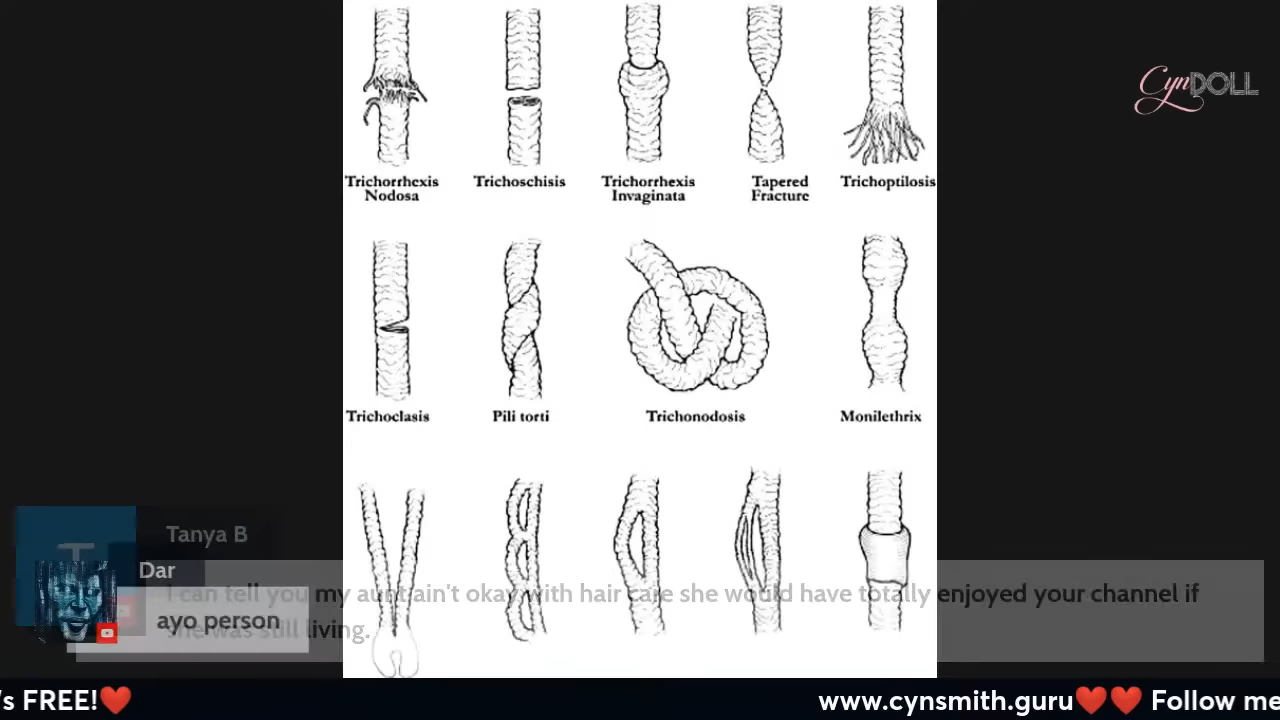 CynDOLL
Trichorrhexis
Nodosa
Trichoschisis
Trichorrhexis
Invaginata
Tapered
Fracture
Trichoptilosis
Trichoclasis
Pili torti
Trichonodosis
Monilethrix
Tanya B
T
Dar
I can tell you my aunt ain't okay with hair care she would have totally enjoyed your channel if
she was still living.
ayo person
's FREE!❤️
www.cynsmith.guru❤️❤️ Follow me